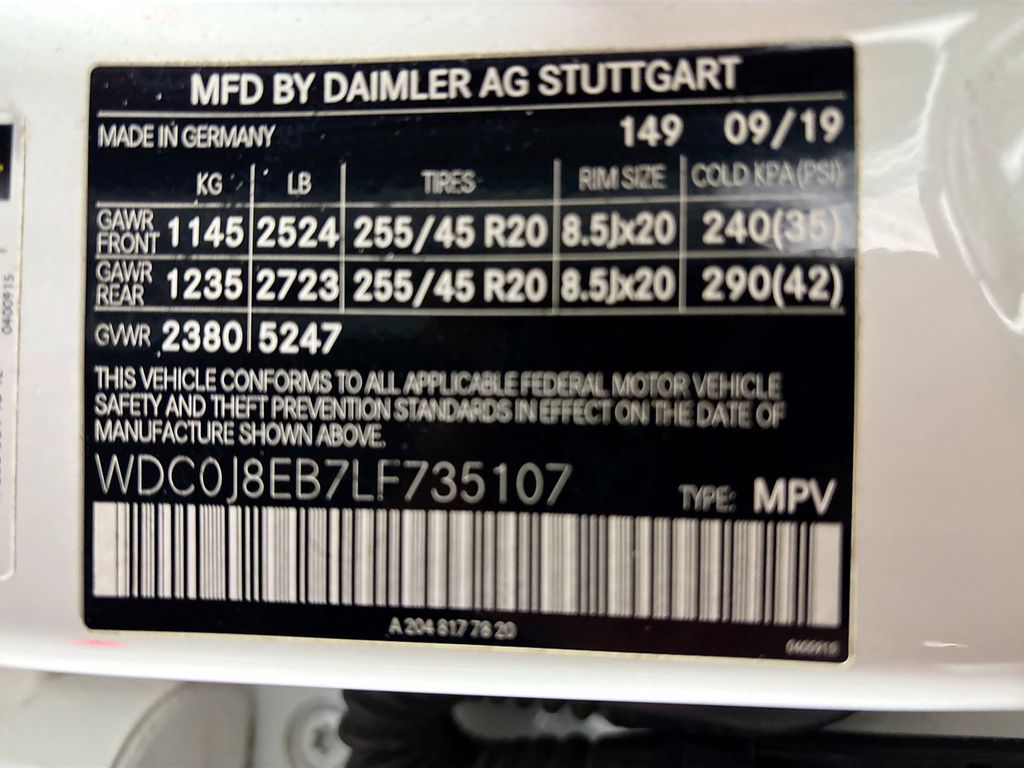 MFD BY DAIMLER AG STUTTGART
MADE IN GERMANY 149 09/19
KG LB TIRES RIM SIZE COLD KPA (PSI)
GAWR FRONT 1145 2524 255/45 R20 8.5Jx20 240(35)
GAWR REAR 1235 2723 255/45 R20 8.5Jx20 290(42)
GVWR 2380 5247
THIS VEHICLE CONFORMS TO ALL APPLICABLE FEDERAL MOTOR VEHICLE
SAFETY AND THEFT PREVENTION STANDARDS IN EFFECT ON THE DATE OF
MANUFACTURE SHOWN ABOVE.
WDC0J8EB7LF735107 TYPE: MPV
A 204 817 78 20
0400915
0400915